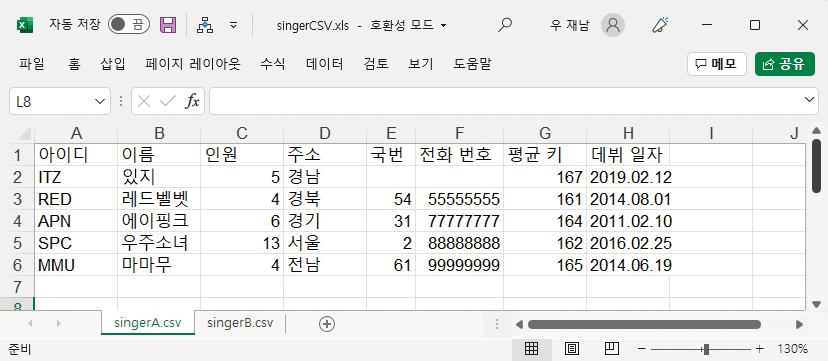 자동 저장 끔 singerCSV.xls - 호환성 모드 우 재남
파일 홈 삽입 페이지 레이아웃 수식 데이터 검토 보기 도움말 메모 공유
L8 fx
A B C D E F G H I J
1 아이디 이름 인원 주소 국번 전화 번호 평균 키 데뷔 일자
2 ITZ 있지 5 경남 167 2019.02.12
3 RED 레드벨벳 4 경북 54 55555555 161 2014.08.01
4 APN 에이핑크 6 경기 31 77777777 164 2011.02.10
5 SPC 우주소녀 13 서울 2 88888888 162 2016.02.25
6 MMU 마마무 4 전남 61 99999999 165 2014.06.19
7
8
singerA.csv singerB.csv
준비 130%